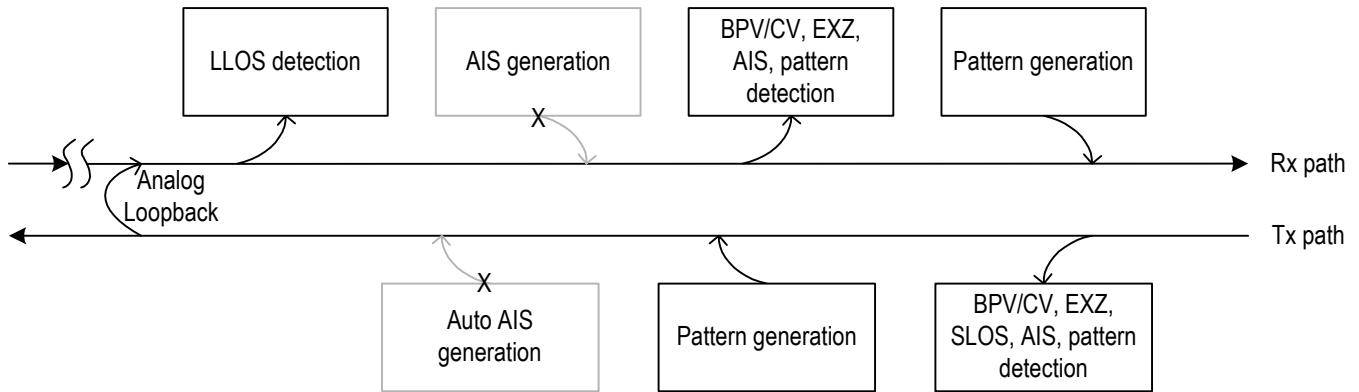 LLOS detection
AIS generation
BPV/CV, EXZ,
AIS, pattern
detection
Pattern generation
X
Rx path
Analog
Loopback
Tx path
X
Auto AIS
generation
Pattern generation
BPV/CV, EXZ,
SLOS, AIS, pattern
detection